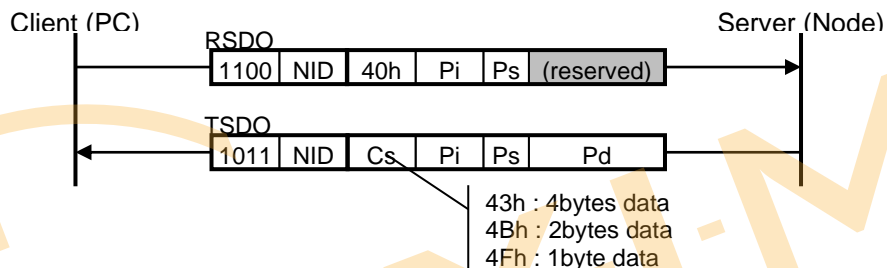 Client (PC) Server (Node)
RSDO
1100 NID 40h Pi Ps (reserved)
TSDO
1011 NID Cs Pi Ps Pd
43h : 4bytes data
4Bh : 2bytes data
4Fh : 1byte data